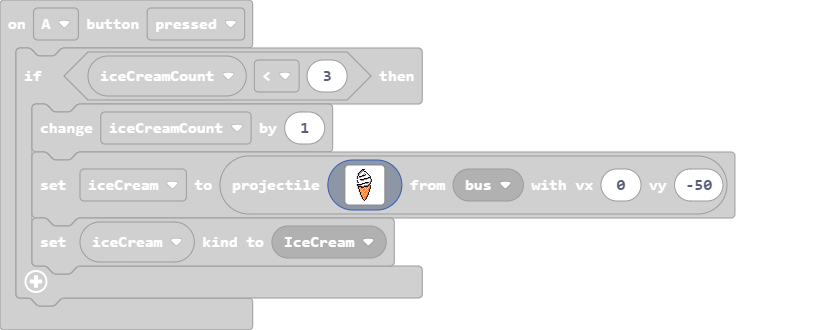 on A button pressed
if iceCreamCount < 3 then
change iceCreamCount by 1
set iceCream to projectile from bus with vx 0 vy -50
set iceCream kind to IceCream